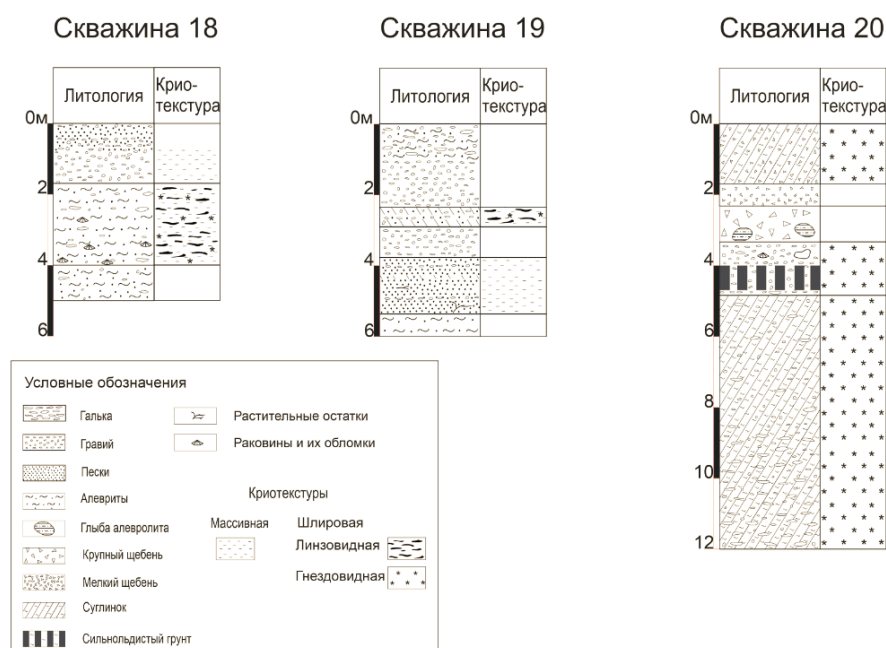 Скважина 18
Скважина 19
Скважина 20
Литология
Крио-
текстура
Литология
Крио-
текстура
Литология
Крио-
текстура
0м
2
4
6
0м
2
4
6
0м
2
4
6
8
10
12
Условные обозначения
Галька
Гравий
Пески
Алевриты
Глыба алевролита
Крупный щебень
Мелкий щебень
Суглинок
Сильнольдистый грунт
Растительные остатки
Раковины и их обломки
Криотекстуры
Массивная
Шлировая
Линзовидная
Гнездовидная